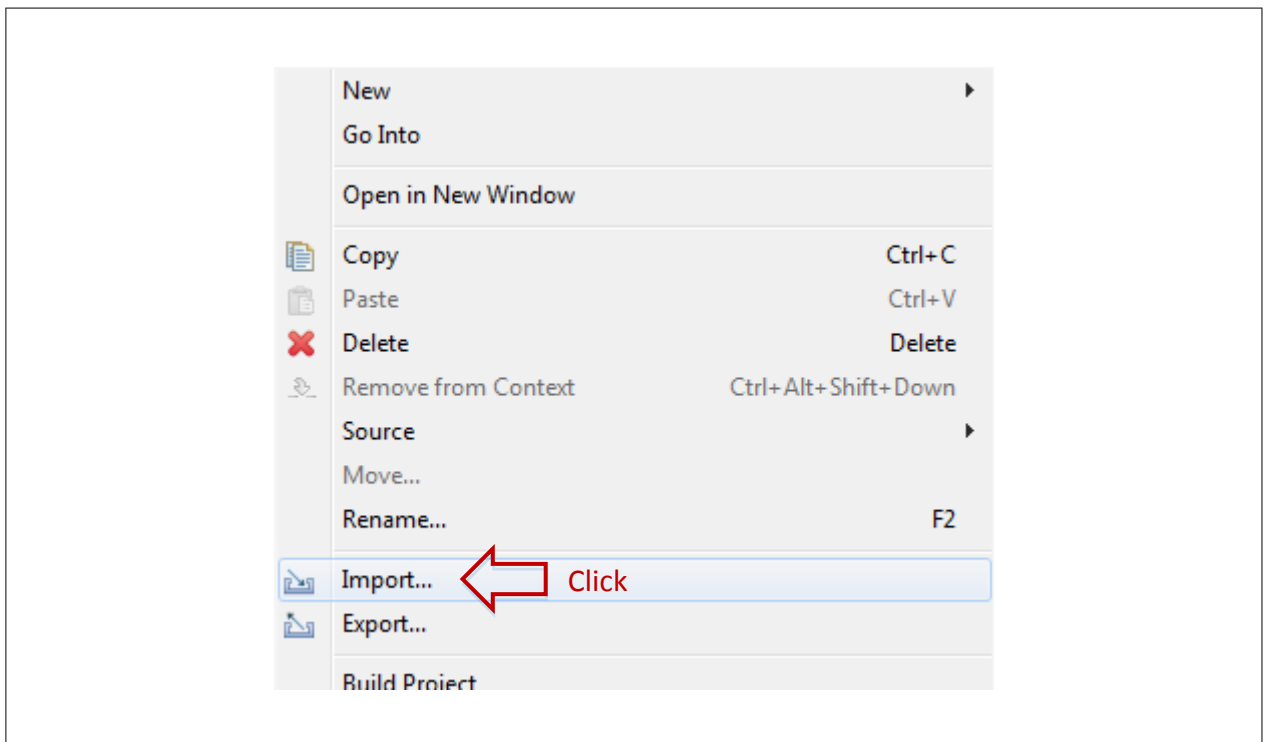 New
Go Into
Open in New Window
Copy Ctrl+C
Paste Ctrl+V
Delete Delete
Remove from Context Ctrl+Alt+Shift+Down
Source
Move...
Rename... F2
Import... Click
Export...
Build Project